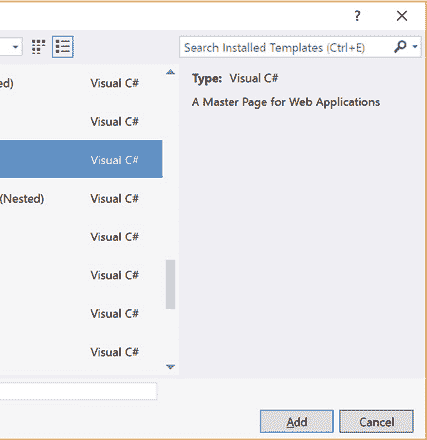 ?
Search Installed Templates (Ctrl+E)
ed) Visual C#
Type: Visual C#
Visual C#
A Master Page for Web Applications
Visual C#
(Nested) Visual C#
Visual C#
Visual C#
Visual C#
Visual C#
Add Cancel